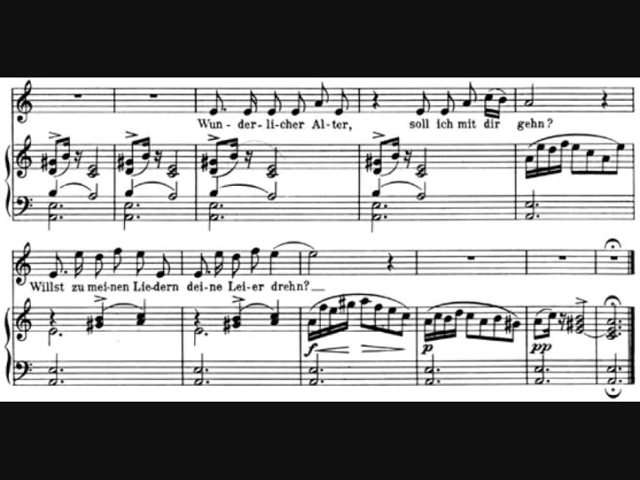 Wun - der - li - cher Al - ter, soll ich mit dir gehn?
Willst zu mei-nen Lie-dern dei-ne Lei-er drehn?
f p pp